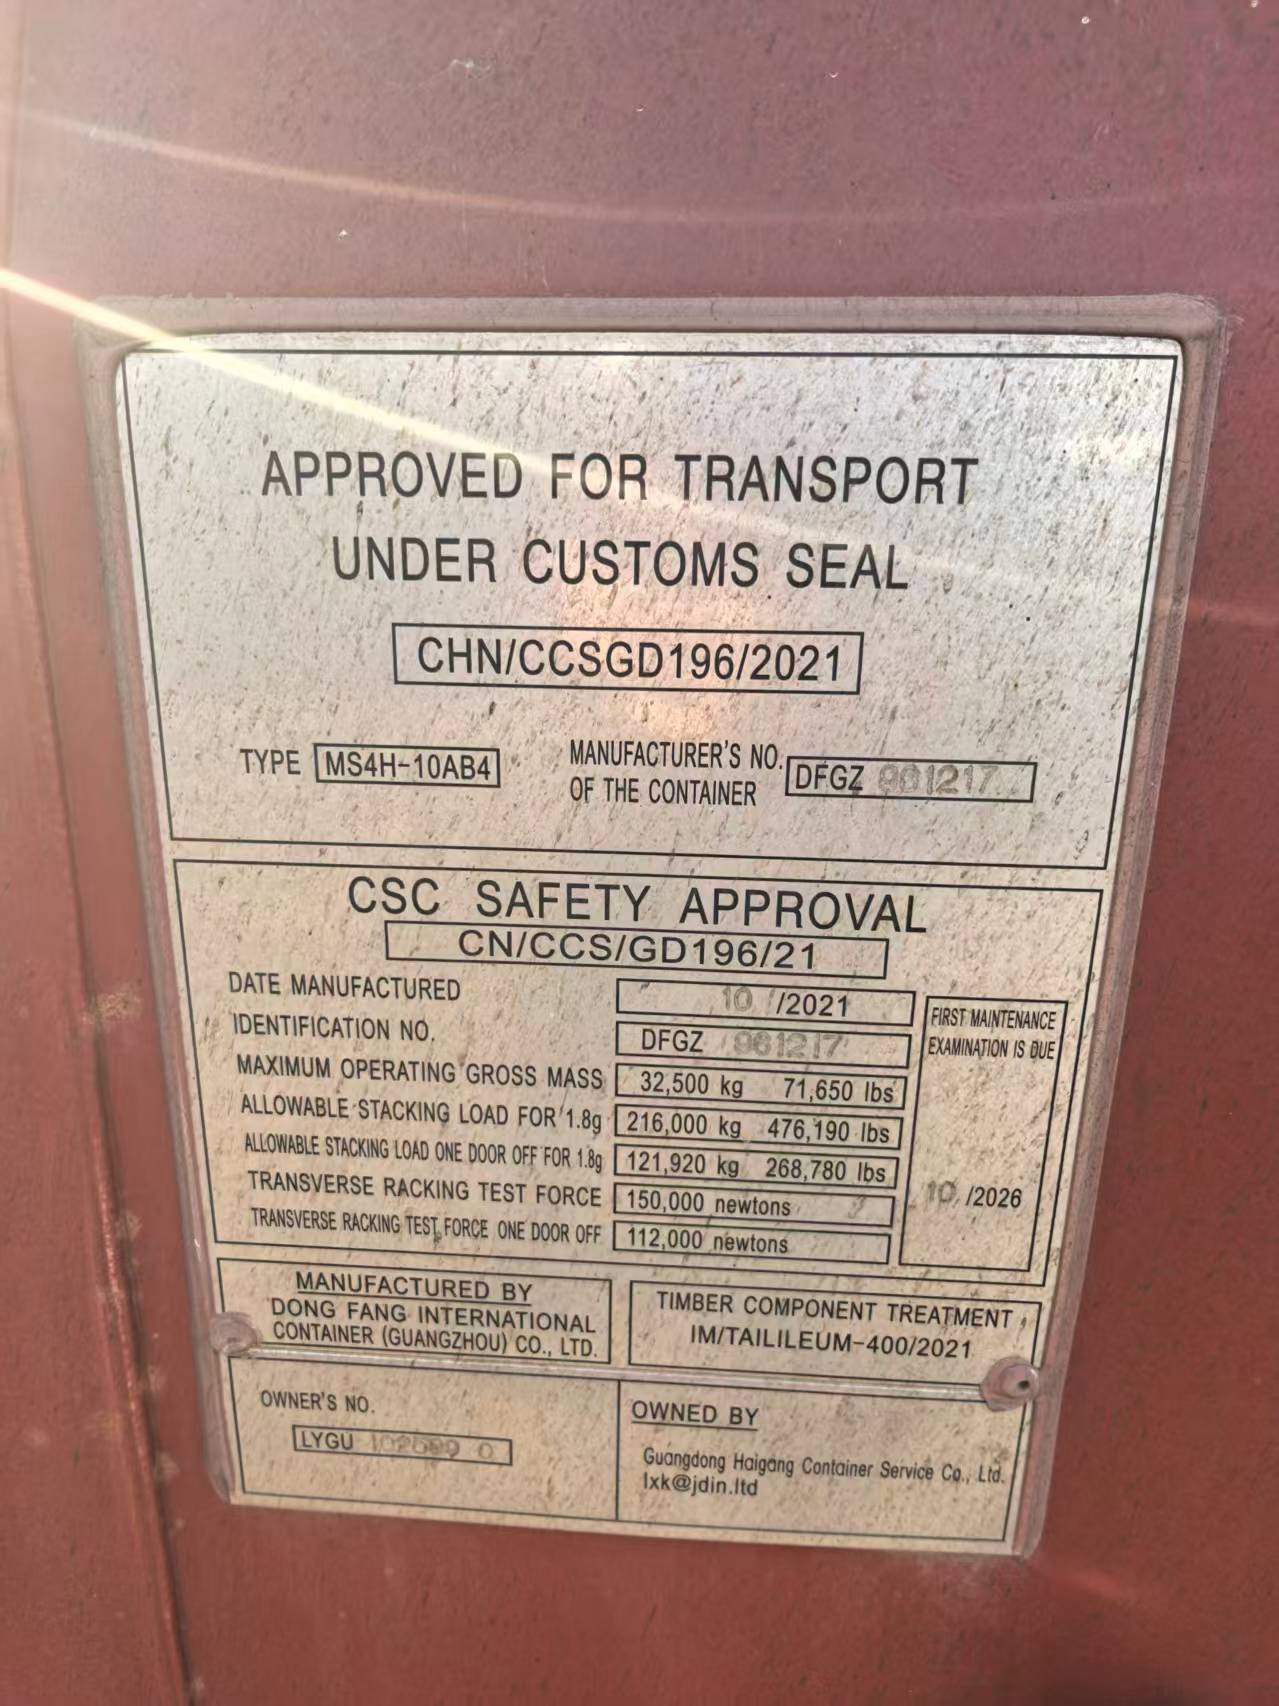 APPROVED FOR TRANSPORT
UNDER CUSTOMS SEAL
CHN/CCSGD196/2021
TYPE MS4H-10AB4
MANUFACTURER'S NO.
OF THE CONTAINER
DFGZ 961217
CSC SAFETY APPROVAL
CN/CCS/GD196/21
DATE MANUFACTURED 10 /2021
IDENTIFICATION NO. DFGZ 961217
MAXIMUM OPERATING GROSS MASS 32,500 kg 71,650 lbs
ALLOWABLE STACKING LOAD FOR 1.8g 216,000 kg 476,190 lbs
ALLOWABLE STACKING LOAD ONE DOOR OFF FOR 1.8g 121,920 kg 268,780 lbs
TRANSVERSE RACKING TEST FORCE 150,000 newtons
TRANSVERSE RACKING TEST FORCE ONE DOOR OFF 112,000 newtons
FIRST MAINTENANCE
EXAMINATION IS DUE
10 /2026
MANUFACTURED BY
DONG FANG INTERNATIONAL
CONTAINER (GUANGZHOU) CO., LTD.
TIMBER COMPONENT TREATMENT
IM/TAILILEUM-400/2021
OWNER'S NO.
LYGU 0
OWNED BY
Guangdong Haigang Container Service Co., Ltd.
lxk@jdin.ltd